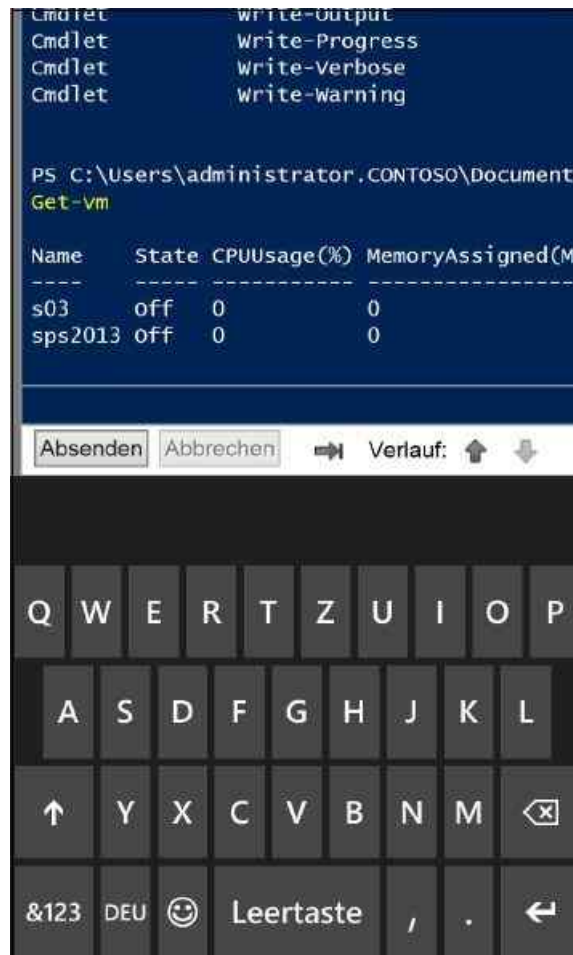 Cmdlet Write-Output
Cmdlet Write-Progress
Cmdlet Write-Verbose
Cmdlet Write-Warning
PS C:\Users\administrator.CONTOSO\Document
Get-vm
Name State CPUUsage(%) MemoryAssigned(M
---- ----- ----------- -----------------
s03 Off 0 0
sps2013 Off 0 0
Absenden Abbrechen Verlauf:
Q W E R T Z U I O P
A S D F G H J K L
Y X C V B N M
&123 DEU Leertaste , .